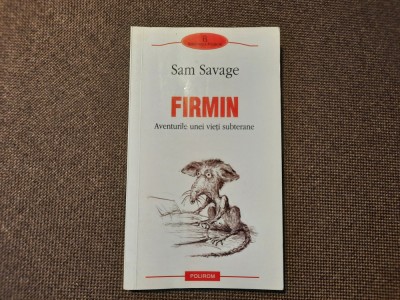 Sam Savage
FIRMIN
Aventurile unei vieți subterane
POLIROM